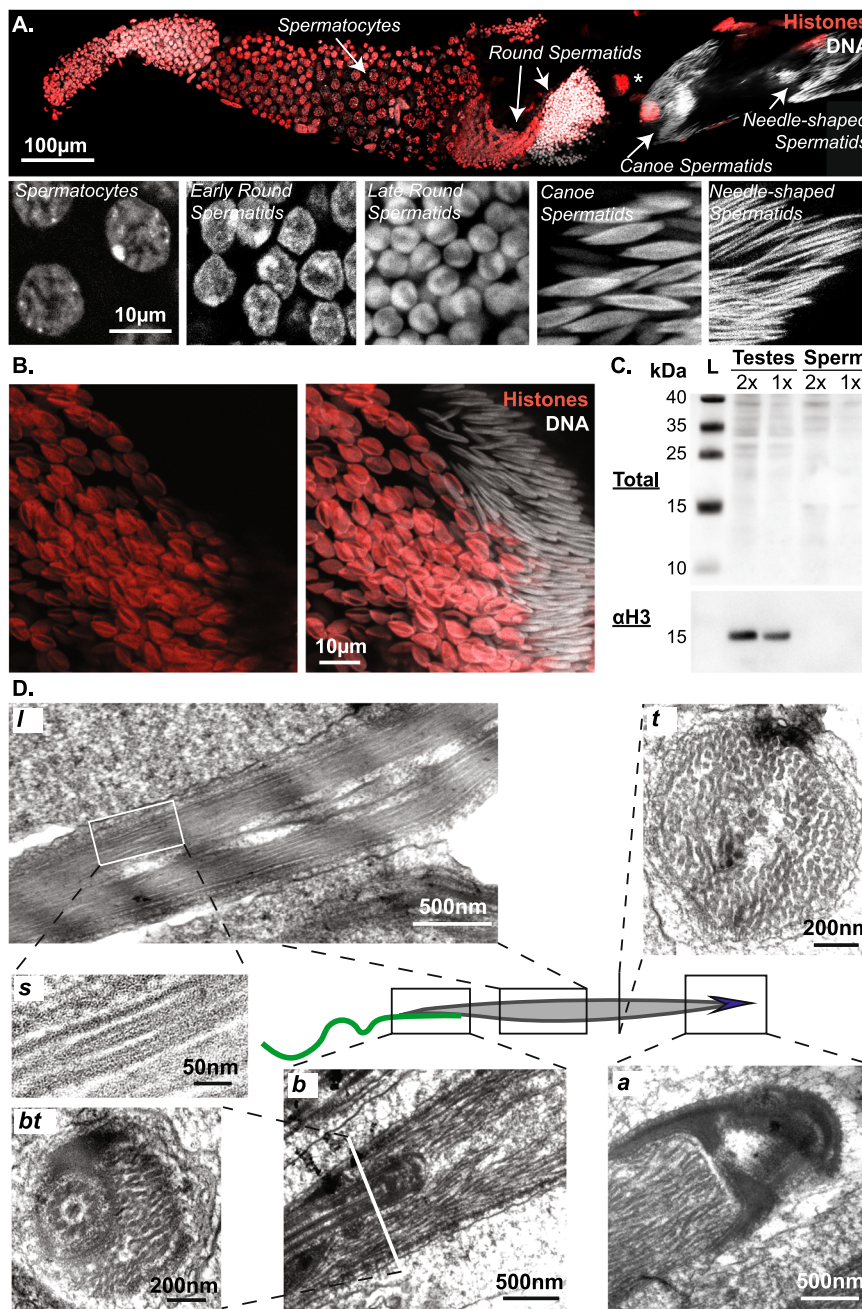 A.
Spermatocytes
Histones
DNA
Round Spermatids
*
Needle-shaped
Spermatids
Canoe Spermatids
100μm
Spermatocytes
10μm
Early Round
Spermatids
Late Round
Spermatids
Canoe
Spermatids
Needle-shaped
Spermatids
B.
Histones
DNA
10μm
C.
kDa L Testes Sperm
2x 1x 2x 1x
40
35
25
Total
15
10
αH3
15
D.
l
500nm
t
200nm
s
50nm
bt
200nm
b
500nm
a
500nm